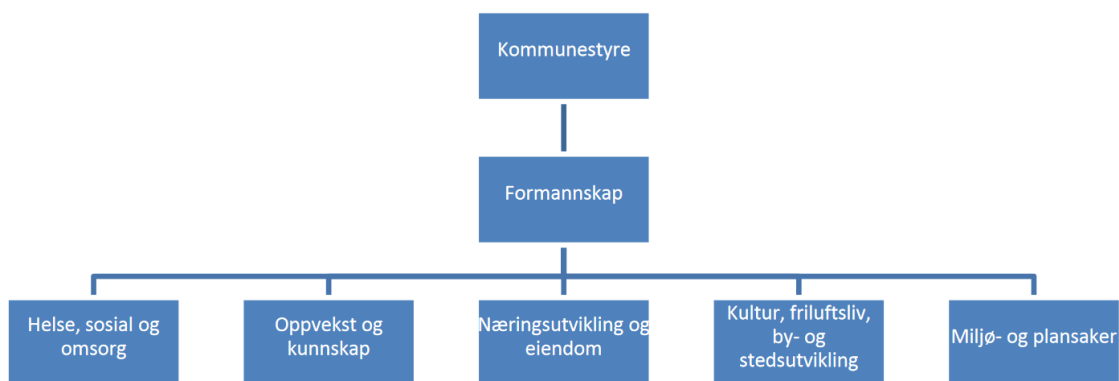 Kommunestyre
Formannskap
Helse, sosial og
omsorg
Oppvekst og
kunnskap
Næringsutvikling og
eiendom
Kultur, friluftsliv,
by- og
stedsutvikling
Miljø- og plansaker